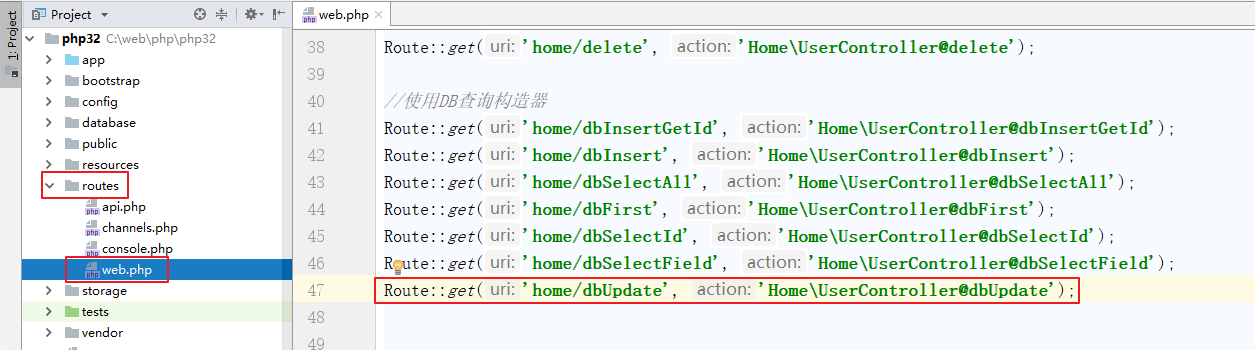 1: Project
Project
php32 C:\web\php\php32
app
bootstrap
config
database
public
resources
routes
api.php
channels.php
console.php
web.php
storage
tests
vendor
web.php
38 Route::get( uri: 'home/delete', action: 'Home\UserController@delete');
39
40 //使用DB查询构造器
41 Route::get( uri: 'home/dbInsertGetId', action: 'Home\UserController@dbInsertGetId');
42 Route::get( uri: 'home/dbInsert', action: 'Home\UserController@dbInsert');
43 Route::get( uri: 'home/dbSelectAll', action: 'Home\UserController@dbSelectAll');
44 Route::get( uri: 'home/dbFirst', action: 'Home\UserController@dbFirst');
45 Route::get( uri: 'home/dbSelectId', action: 'Home\UserController@dbSelectId');
46 Route::get( uri: 'home/dbSelectField', action: 'Home\UserController@dbSelectField');
47 Route::get( uri: 'home/dbUpdate', action: 'Home\UserController@dbUpdate');
48
49